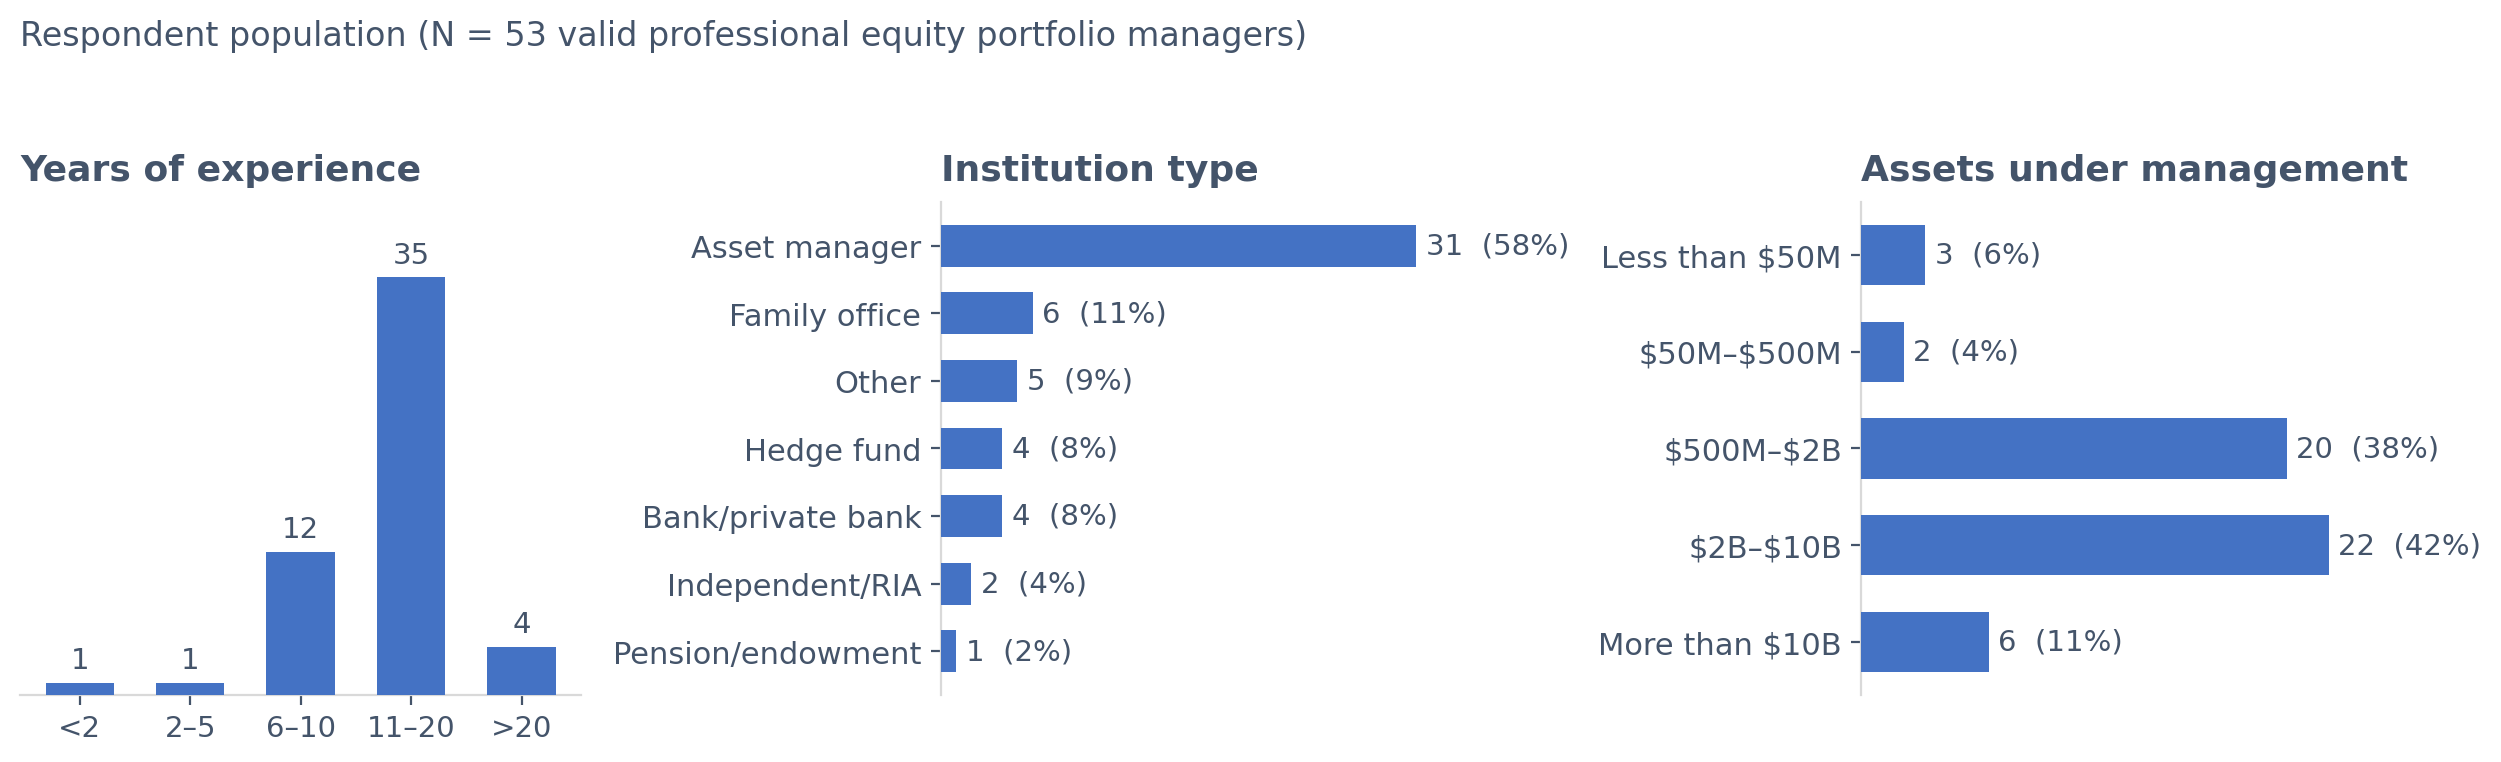 Respondent population (N = 53 valid professional equity portfolio managers)
Years of experience
35
12
4
1
1
<2
2–5
6–10
11–20
>20
Institution type
Asset manager 31 (58%)
Family office 6 (11%)
Other 5 (9%)
Hedge fund 4 (8%)
Bank/private bank 4 (8%)
Independent/RIA 2 (4%)
Pension/endowment 1 (2%)
Assets under management
Less than $50M 3 (6%)
$50M–$500M 2 (4%)
$500M–$2B 20 (38%)
$2B–$10B 22 (42%)
More than $10B 6 (11%)